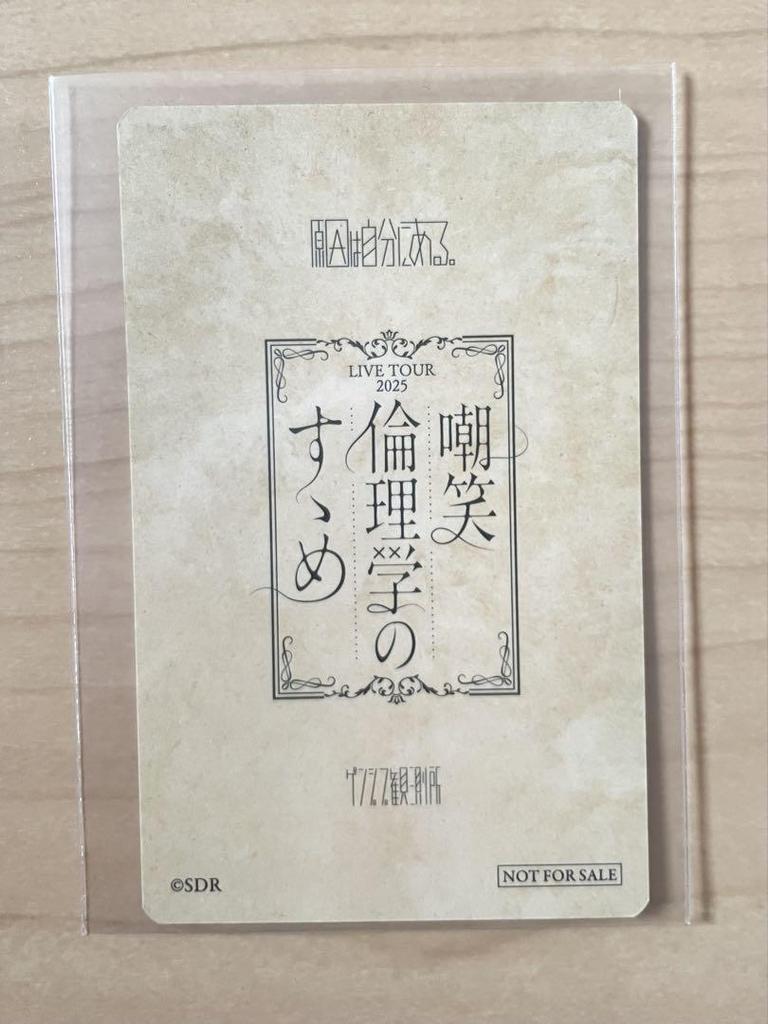 原因は自分にある。
LIVE TOUR
2025
嘲笑
倫理学の
すゝめ
ゲンジブ観測所
©SDR
NOT FOR SALE